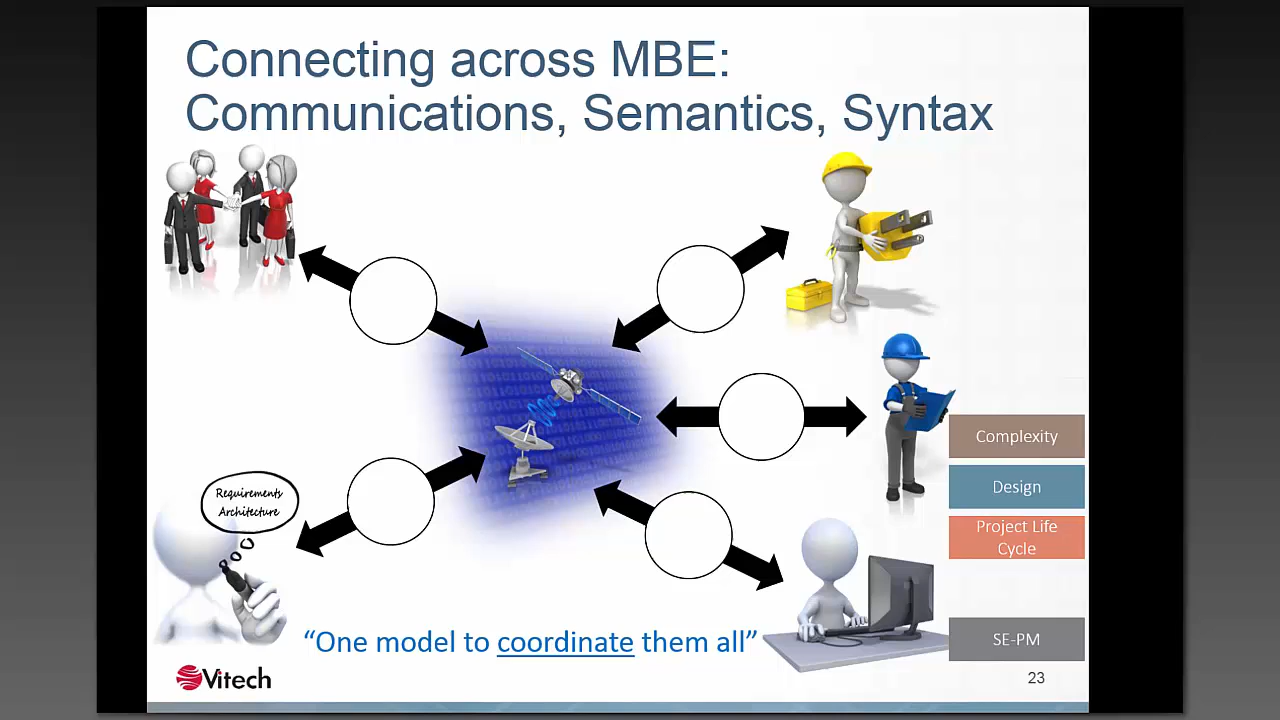 Connecting across MBE:
Communications, Semantics, Syntax
Requirements
Architecture
Complexity
Design
Project Life
Cycle
SE-PM
“One model to coordinate them all”
Vitech
23